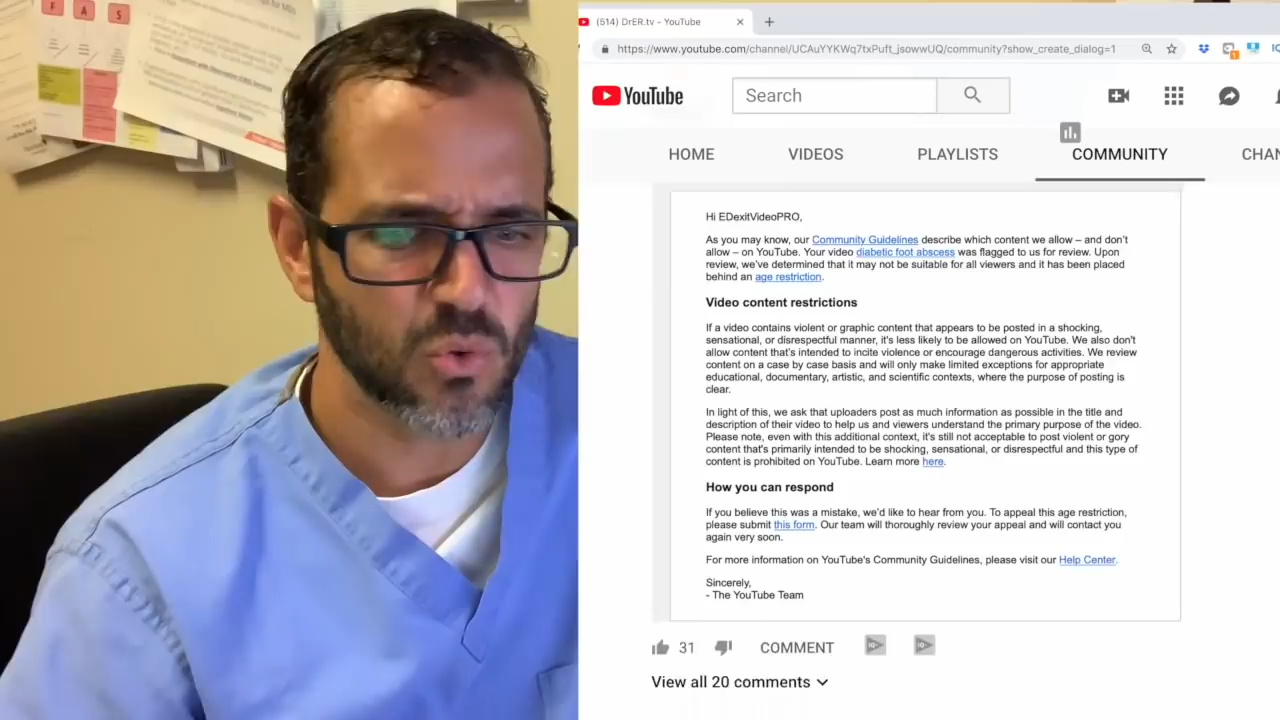 F A S
(514) DrER.tv - YouTube
https://www.youtube.com/channel/UCAuYYKWq7txPuft_jsowwUQ/community?show_create_dialog=1
YouTube
Search
HOME VIDEOS PLAYLISTS COMMUNITY CHAN
Hi EDexitVideoPRO,
As you may know, our Community Guidelines describe which content we allow – and don't
allow – on YouTube. Your video diabetic foot abscess was flagged to us for review. Upon
review, we've determined that it may not be suitable for all viewers and it has been placed
behind an age restriction.
Video content restrictions
If a video contains violent or graphic content that appears to be posted in a shocking,
sensational, or disrespectful manner, it's less likely to be allowed on YouTube. We also don't
allow content that's intended to incite violence or encourage dangerous activities. We review
content on a case by case basis and will only make limited exceptions for appropriate
educational, documentary, artistic, and scientific contexts, where the purpose of posting is
clear.
In light of this, we ask that uploaders post as much information as possible in the title and
description of their video to help us and viewers understand the primary purpose of the video.
Please note, even with this additional context, it's still not acceptable to post violent or gory
content that's primarily intended to be shocking, sensational, or disrespectful and this type of
content is prohibited on YouTube. Learn more here.
How you can respond
If you believe this was a mistake, we'd like to hear from you. To appeal this age restriction,
please submit this form. Our team will thoroughly review your appeal and will contact you
again very soon.
For more information on YouTube's Community Guidelines, please visit our Help Center.
Sincerely,
- The YouTube Team
31 COMMENT
View all 20 comments